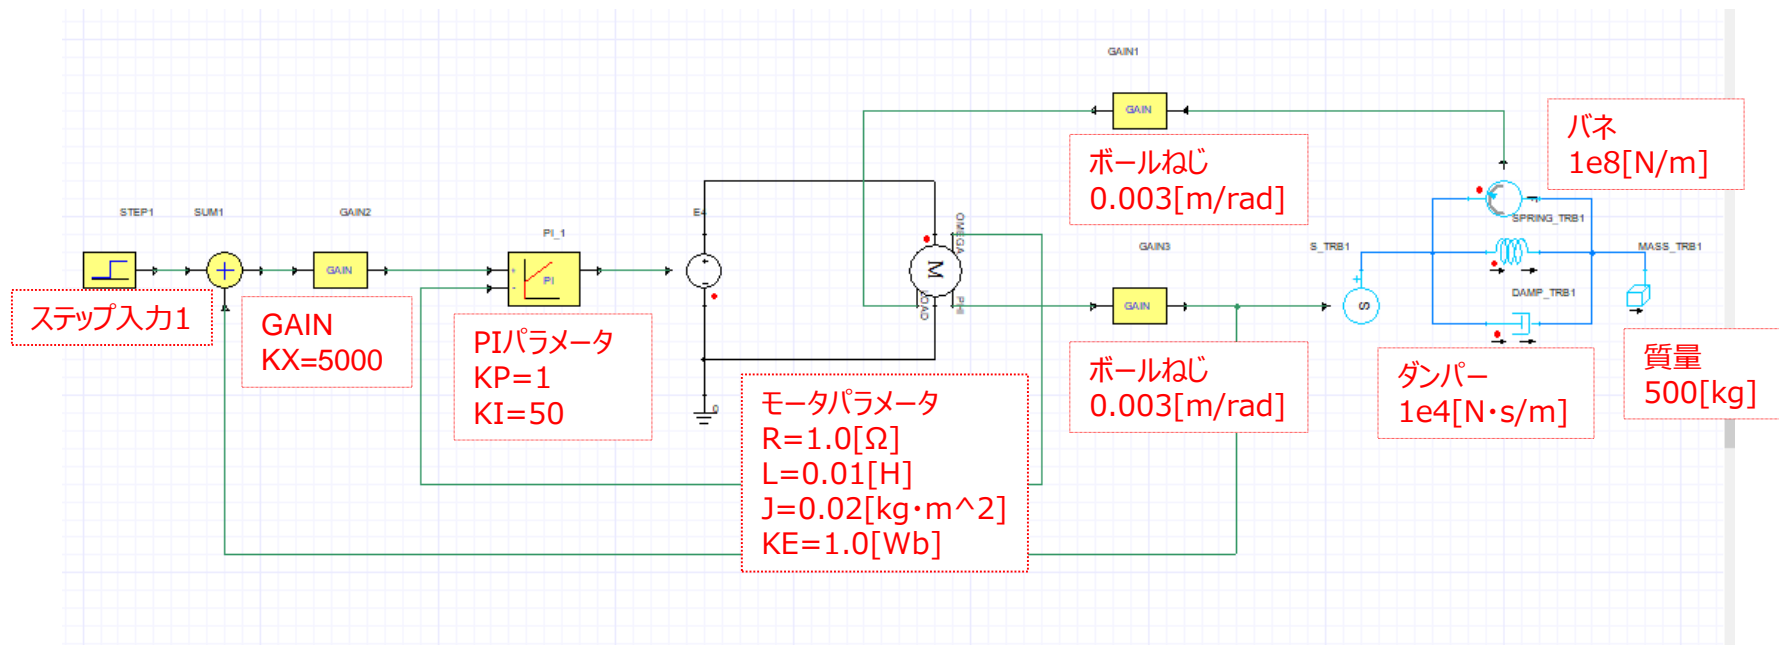 GAIN1
GAIN
バネ
1e8[N/m]
ボールねじ
0.003[m/rad]
STEP1
SUM1
GAIN2
PI_1
OMEGA
GAIN3
S_TRB1
SPRING_TRB1
MASS_TRB1
GAIN
PI
M
LOAD
PHI
GAIN
S
DAMP_TRB1
ステップ入力1
GAIN
KX=5000
PIパラメータ
KP=1
KI=50
モータパラメータ
R=1.0[Ω]
L=0.01[H]
J=0.02[kg・m^2]
KE=1.0[Wb]
ボールねじ
0.003[m/rad]
ダンパー
1e4[N・s/m]
質量
500[kg]